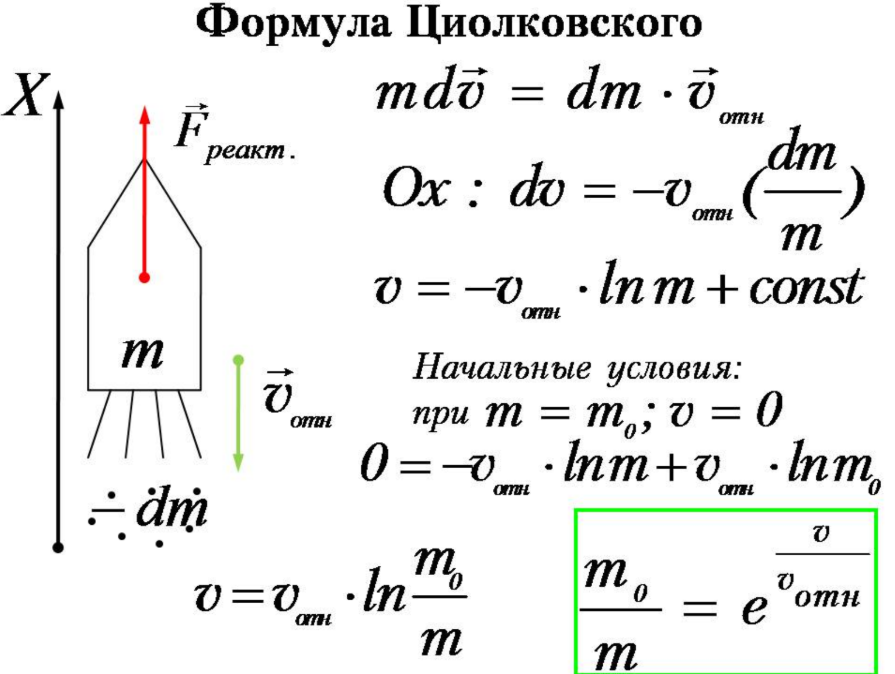 Формула Циолковского
X
F⃗ реакт.
m
v⃗ отн
dm
m dv⃗ = dm · v⃗ отн
Ox : dv = −v отн (dm/m)
v = −v отн · ln m + const
Начальные условия:
при m = m₀; v = 0
0 = −v отн · ln m + v отн · ln m₀
v = v отн · ln m₀/m
m₀/m = e^(v/v отн)